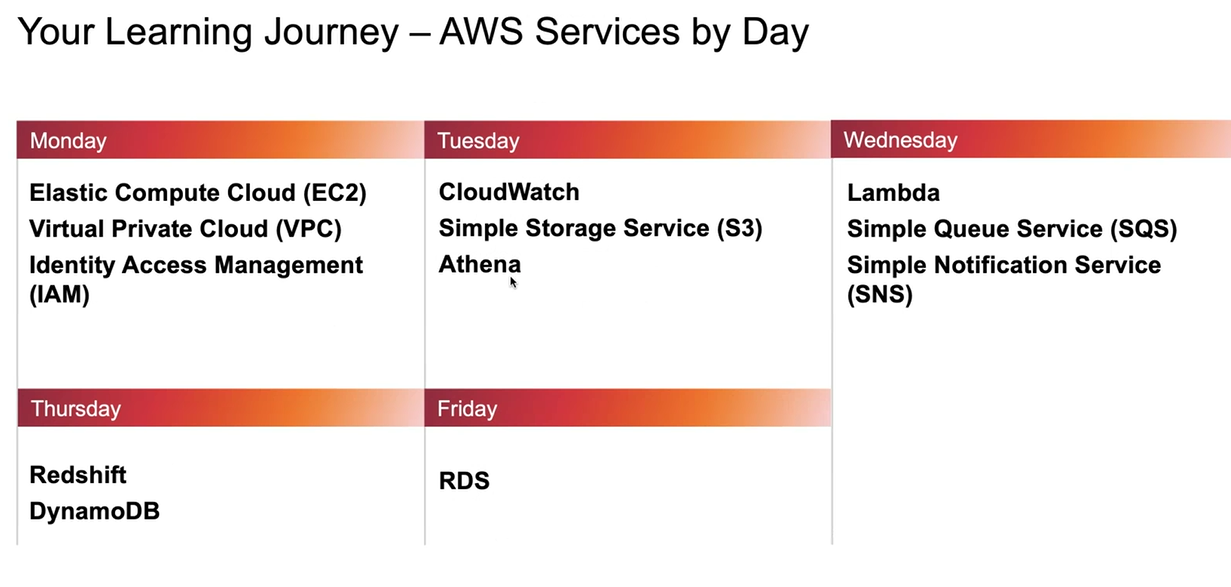 Your Learning Journey – AWS Services by Day
Monday
Elastic Compute Cloud (EC2)
Virtual Private Cloud (VPC)
Identity Access Management
(IAM)
Tuesday
CloudWatch
Simple Storage Service (S3)
Athena
Wednesday
Lambda
Simple Queue Service (SQS)
Simple Notification Service
(SNS)
Thursday
Redshift
DynamoDB
Friday
RDS